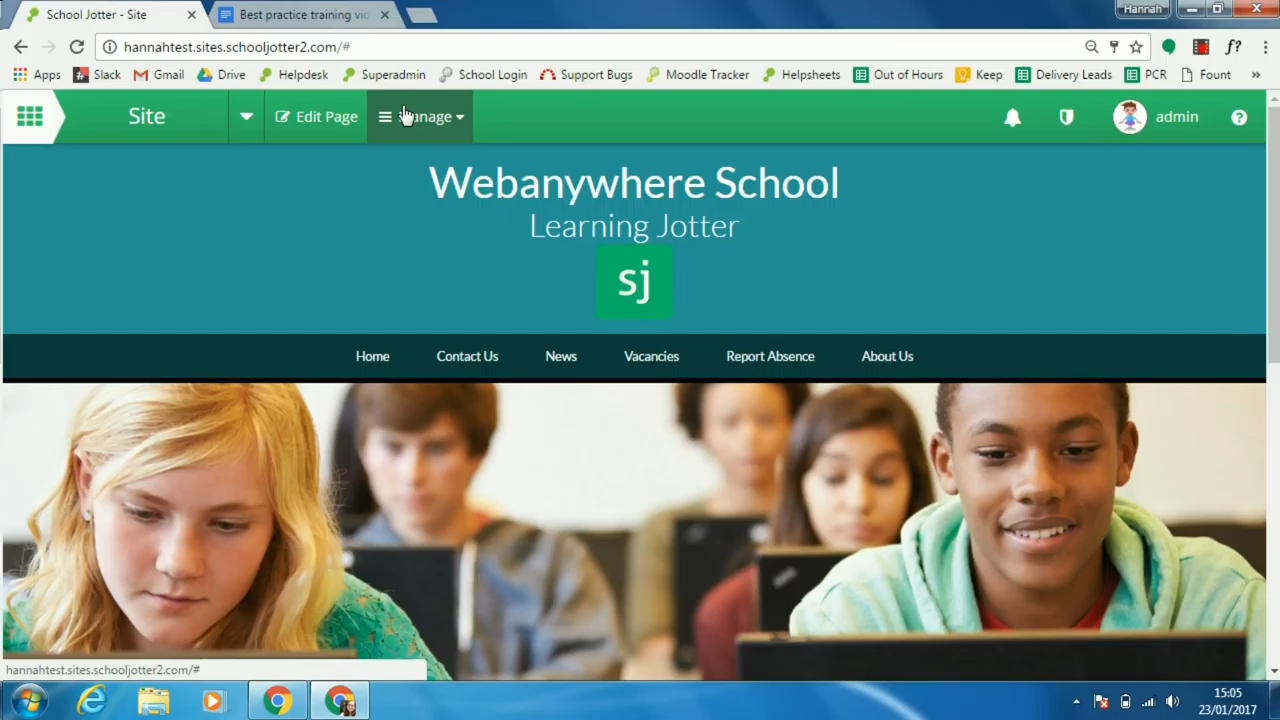 School Jotter - Site
Best practice training vi
Hannah
hannahtest.sites.schooljotter2.com/#
Apps
Slack
Gmail
Drive
Helpdesk
Superadmin
School Login
Support Bugs
Moodle Tracker
Helpsheets
Out of Hours
Keep
Delivery Leads
PCR
Fount
»
Site
Edit Page
anage
admin
Webanywhere School
Learning Jotter
sj
Home
Contact Us
News
Vacancies
Report Absence
About Us
hannahtest.sites.schooljotter2.com/#
15:05
23/01/2017